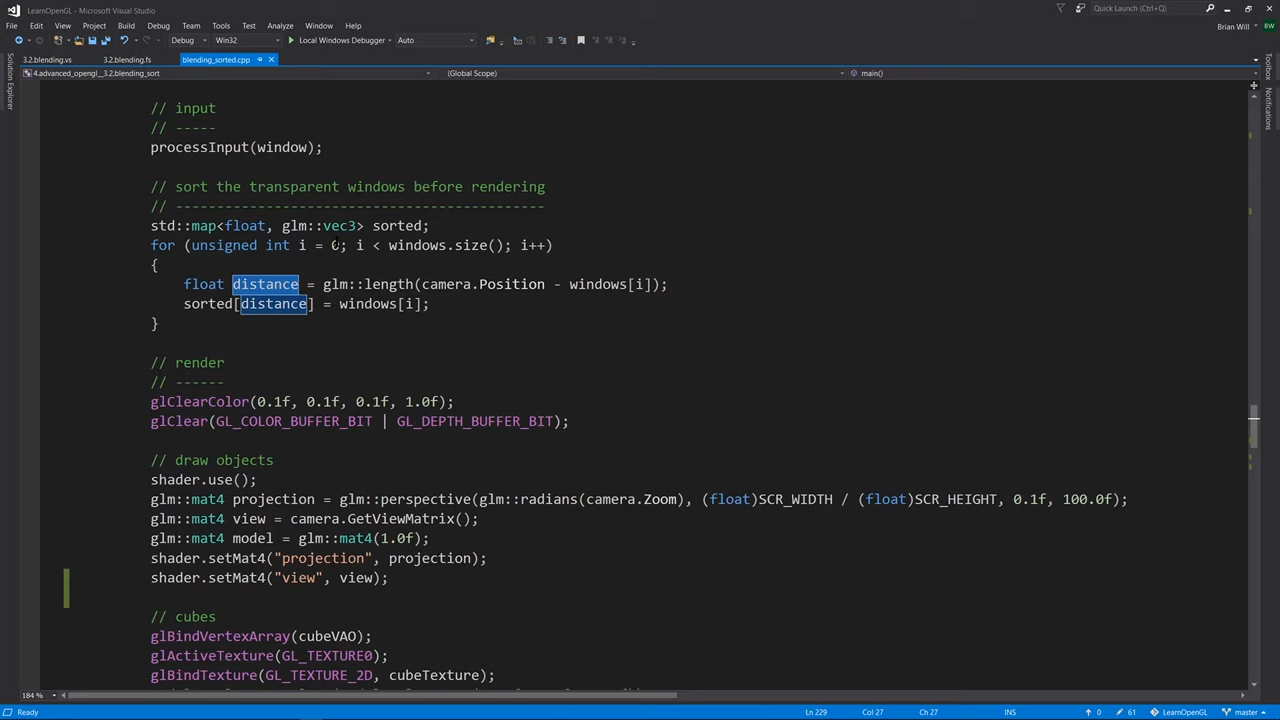 LearnOpenGL - Microsoft Visual Studio
Quick Launch (Ctrl+Q)
File Edit View Project Build Debug Team Tools Test Analyze Window Help
Brian Will BW
Debug Win32 Local Windows Debugger Auto
3.2.blending.vs 3.2.blending.fs blending_sorted.cpp
4.advanced_opengl__3.2.blending_sort (Global Scope) main()
Solution Explorer
Toolbox
Notifications
// input
// -----
processInput(window);
// sort the transparent windows before rendering
// ---------------------------------------------
std::map<float, glm::vec3> sorted;
for (unsigned int i = 0; i < windows.size(); i++)
{
float distance = glm::length(camera.Position - windows[i]);
sorted[distance] = windows[i];
}
// render
// ------
glClearColor(0.1f, 0.1f, 0.1f, 1.0f);
glClear(GL_COLOR_BUFFER_BIT | GL_DEPTH_BUFFER_BIT);
// draw objects
shader.use();
glm::mat4 projection = glm::perspective(glm::radians(camera.Zoom), (float)SCR_WIDTH / (float)SCR_HEIGHT, 0.1f, 100.0f);
glm::mat4 view = camera.GetViewMatrix();
glm::mat4 model = glm::mat4(1.0f);
shader.setMat4("projection", projection);
shader.setMat4("view", view);
// cubes
glBindVertexArray(cubeVAO);
glActiveTexture(GL_TEXTURE0);
glBindTexture(GL_TEXTURE_2D, cubeTexture);
184 %
Ready Ln 229 Col 27 Ch 27 INS 0 61 LearnOpenGL master